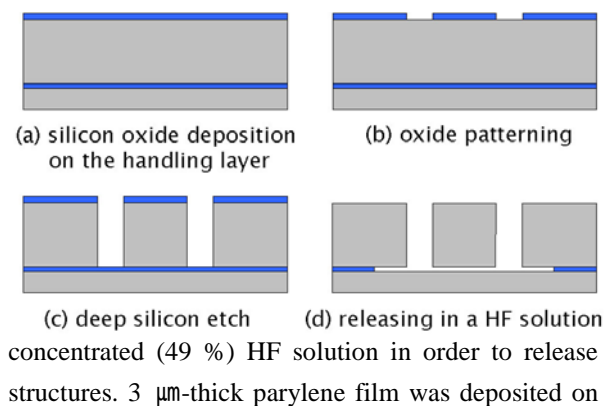 (a) silicon oxide deposition
on the handling layer
(b) oxide patterning
(c) deep silicon etch
(d) releasing in a HF solution
concentrated (49 %) HF solution in order to release
structures. 3 μm-thick parylene film was deposited on